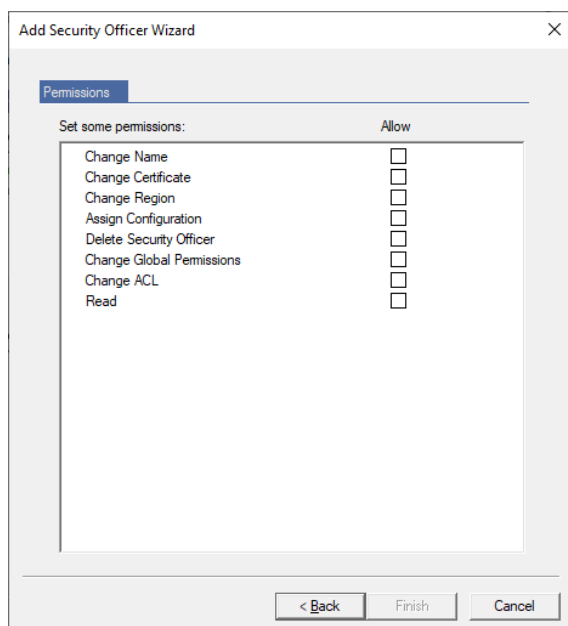 Add Security Officer Wizard
Permissions
Set some permissions: Allow
Change Name
Change Certificate
Change Region
Assign Configuration
Delete Security Officer
Change Global Permissions
Change ACL
Read
< Back Finish Cancel